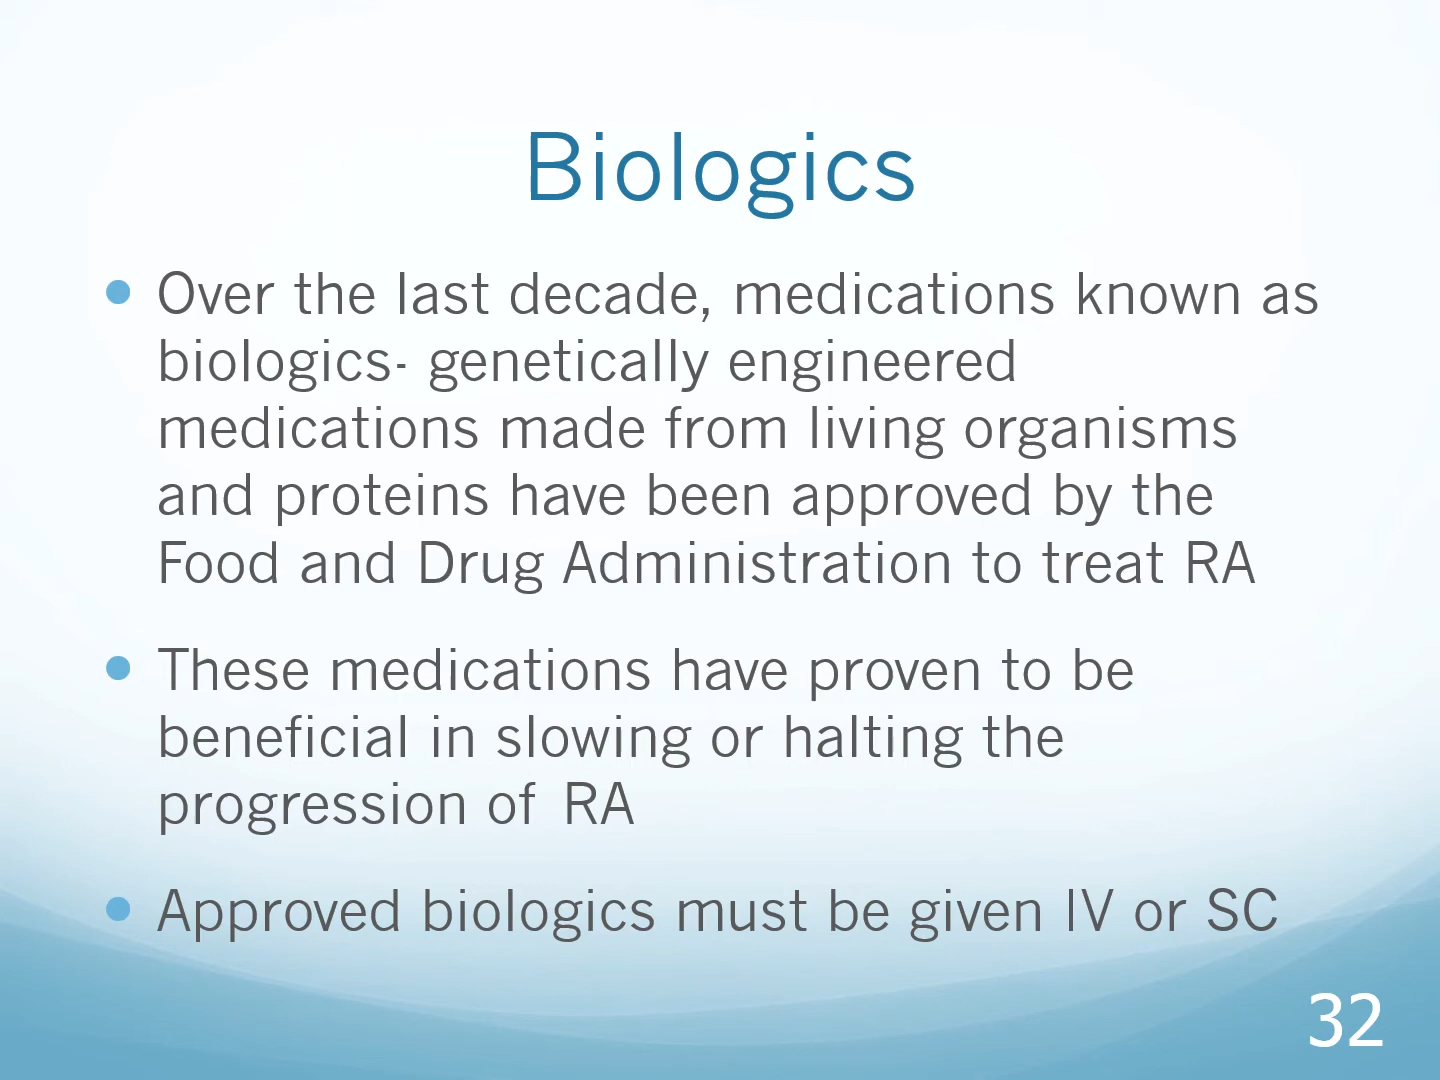 Biologics
Over the last decade, medications known as
biologics- genetically engineered
medications made from living organisms
and proteins have been approved by the
Food and Drug Administration to treat RA
These medications have proven to be
beneficial in slowing or halting the
progression of RA
Approved biologics must be given IV or SC
32